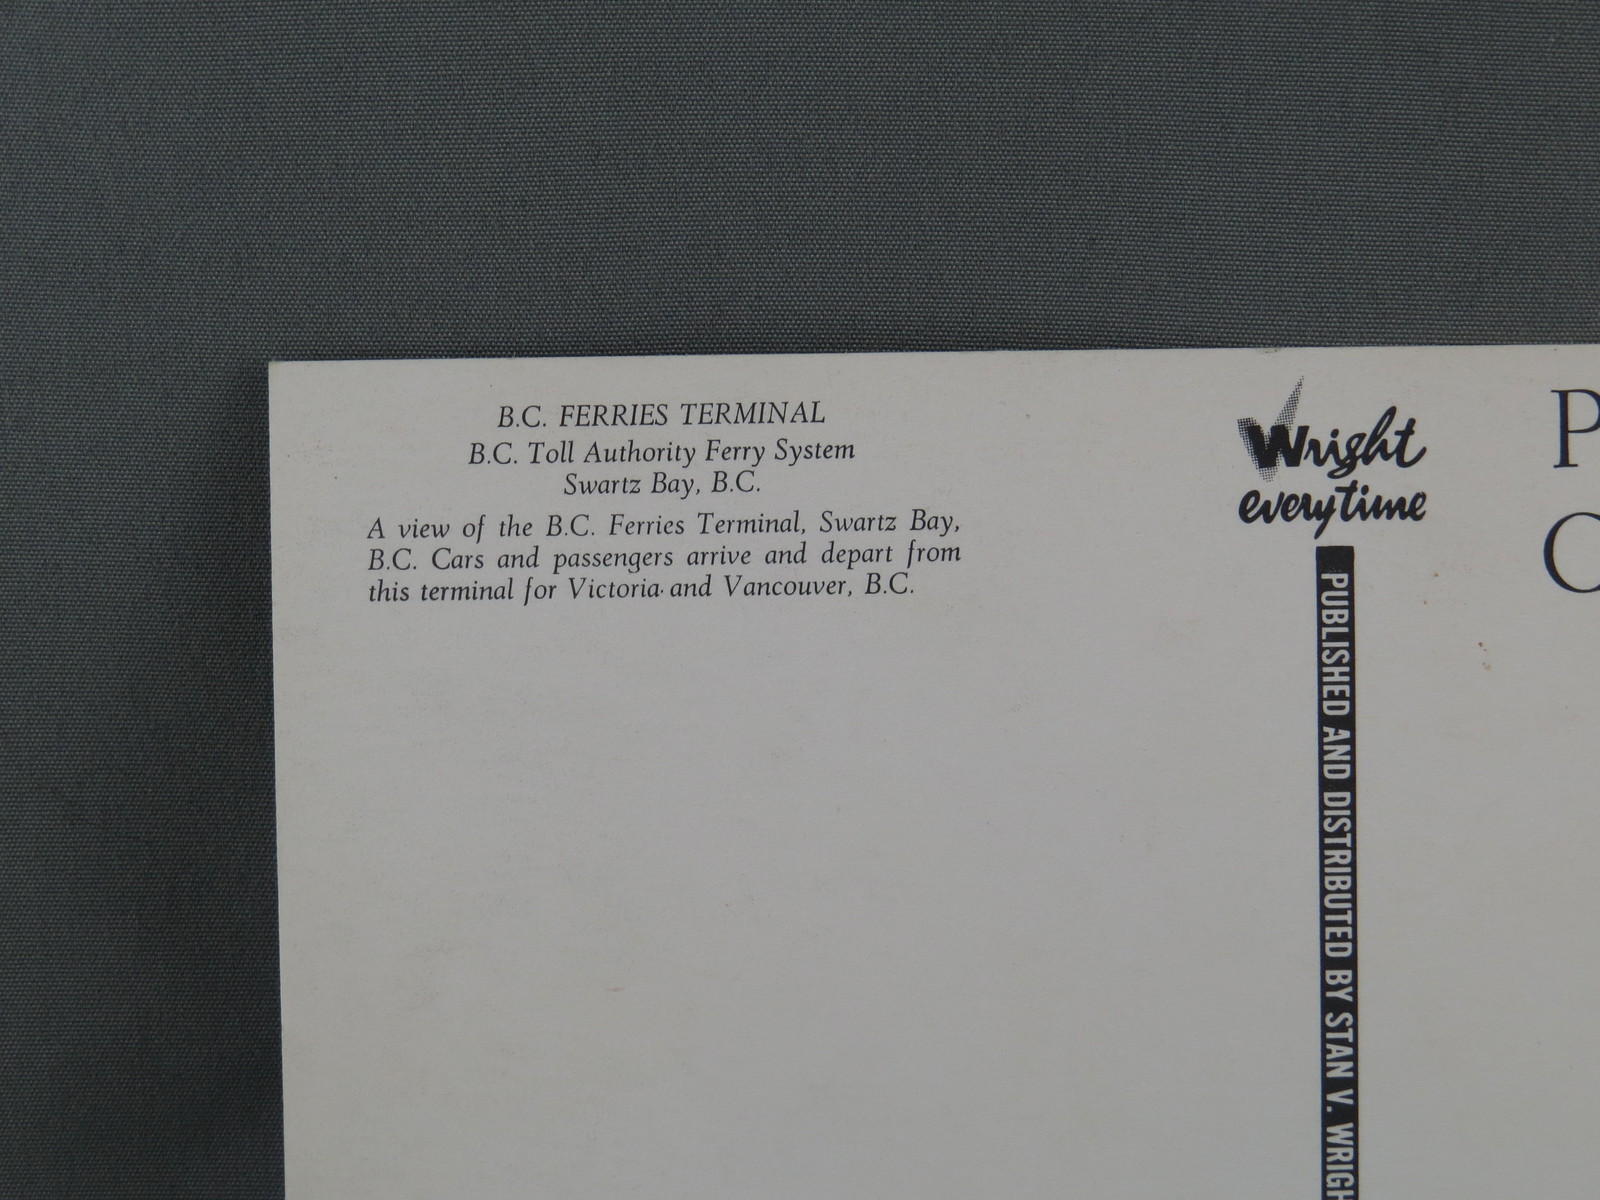 B.C. FERRIES TERMINAL
B.C. Toll Authority Ferry System
Swartz Bay, B.C.
A view of the B.C. Ferries Terminal, Swartz Bay,
B.C. Cars and passengers arrive and depart from
this terminal for Victoria and Vancouver, B.C.
Wright
everytime
PUBLISHED AND DISTRIBUTED BY STAN V. WRIGH
P